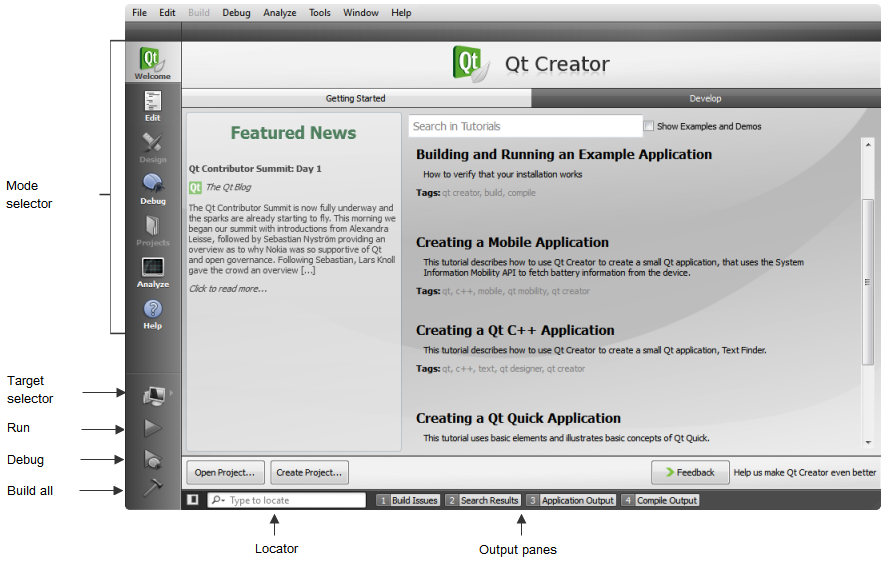 File Edit Build Debug Analyze Tools Window Help
Qt
Welcome
Qt Qt Creator
Getting Started
Develop
Edit
Design
Debug
Projects
Analyze
Help
Mode
selector
Featured News
Qt Contributor Summit: Day 1
Qt The Qt Blog
The Qt Contributor Summit is now fully underway and
the sparks are already starting to fly. This morning we
began our summit with introductions from Alexandra
Leisse, followed by Sebastian Nyström providing an
overview as to why Nokia was so supportive of Qt
and open governance. Following Sebastian, Lars Knoll
gave the crowd an overview [...]
Click to read more...
Search in Tutorials
Show Examples and Demos
Building and Running an Example Application
How to verify that your installation works
Tags: qt creator, build, compile
Creating a Mobile Application
This tutorial describes how to use Qt Creator to create a small Qt application, that uses the System
Information Mobility API to fetch battery information from the device.
Tags: qt, c++, mobile, qt mobility, qt creator
Creating a Qt C++ Application
This tutorial describes how to use Qt Creator to create a small Qt application, Text Finder.
Tags: qt, c++, text, qt designer, qt creator
Creating a Qt Quick Application
This tutorial uses basic elements and illustrates basic concepts of Qt Quick.
Target
selector
Run
Debug
Build all
Open Project... Create Project...
Feedback Help us make Qt Creator even better
Type to locate
1 Build Issues 2 Search Results 3 Application Output 4 Compile Output
Locator
Output panes